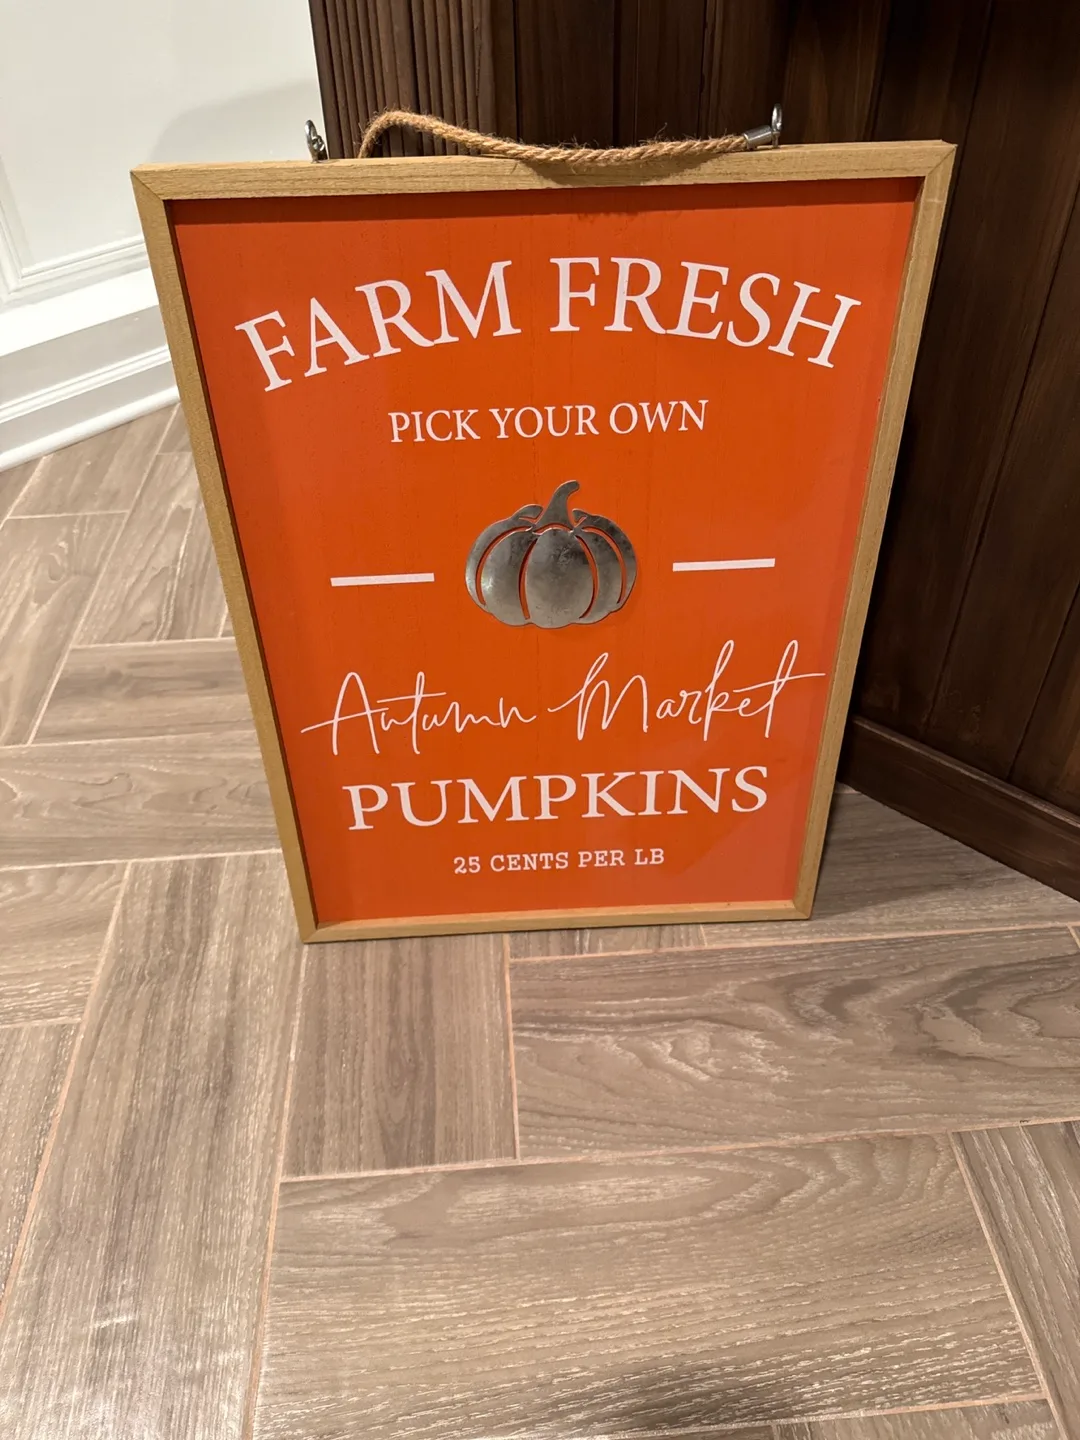 FARM FRESH
PICK YOUR OWN
Autumn Market
PUMPKINS
25 CENTS PER LB